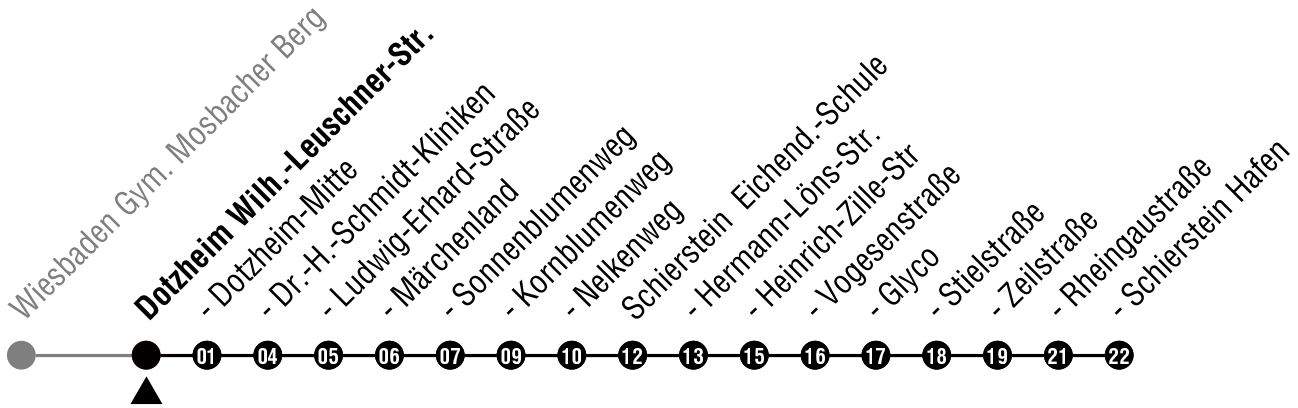 Wiesbaden Gym. Mosbacher Berg
Dotzheim Wilh.-Leuschner-Str.
- Dotzheim-Mitte
- Dr.-H.-Schmidt-Kliniken
- Ludwig-Erhard-Straße
- Märchenland
- Sonnenblumenweg
- Kornblumenweg
- Nelkenweg
Schierstein Eichend.-Schule
- Hermann-Löns-Str.
- Heinrich-Zille-Str
- Vogesenstraße
- Glyco
- Stielstraße
- Zeilstraße
- Rheingaustraße
- Schierstein Hafen
01 04 05 06 07 09 10 12 13 15 16 17 18 19 21 22